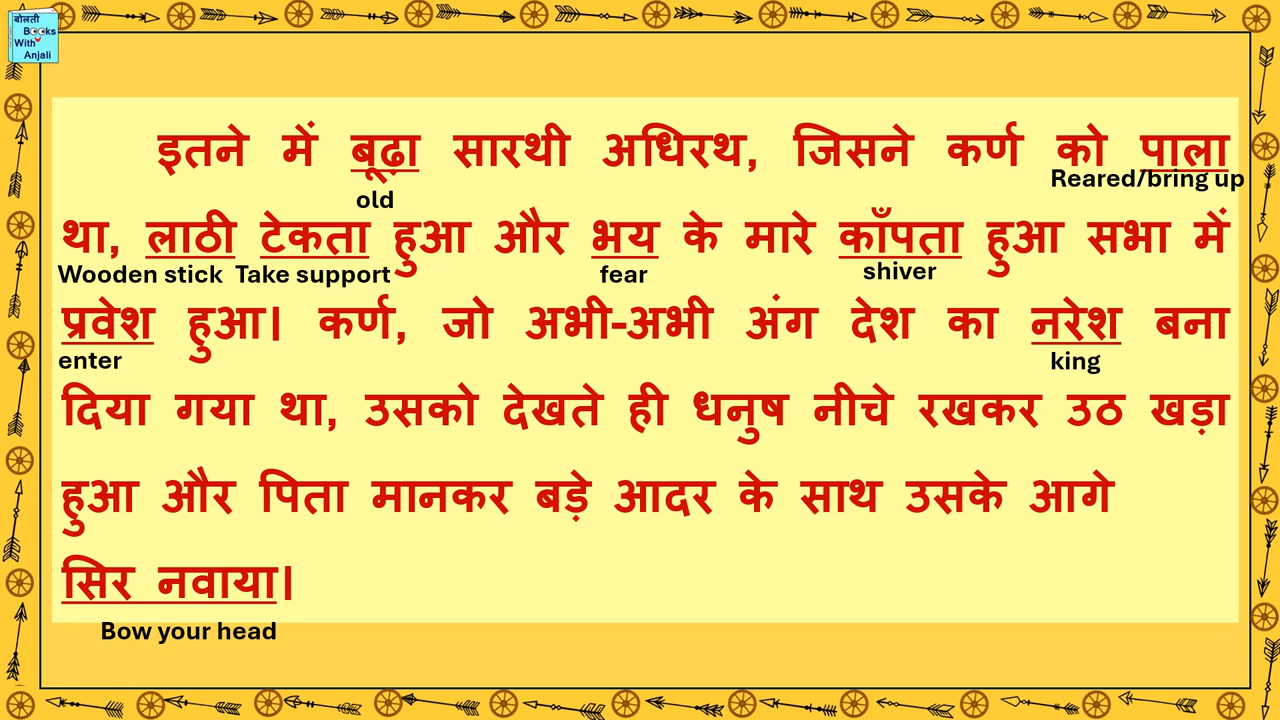 बोलती
Books
With
Anjali
इतने में बूढ़ा सारथी अधिरथ, जिसने कर्ण को पाला
Reared/bring up
old
था, लाठी टेकता हुआ और भय के मारे काँपता हुआ सभा में
Wooden stick Take support fear shiver
प्रवेश हुआ। कर्ण, जो अभी-अभी अंग देश का नरेश बना
enter king
दिया गया था, उसको देखते ही धनुष नीचे रखकर उठ खड़ा
हुआ और पिता मानकर बड़े आदर के साथ उसके आगे
सिर नवाया।
Bow your head